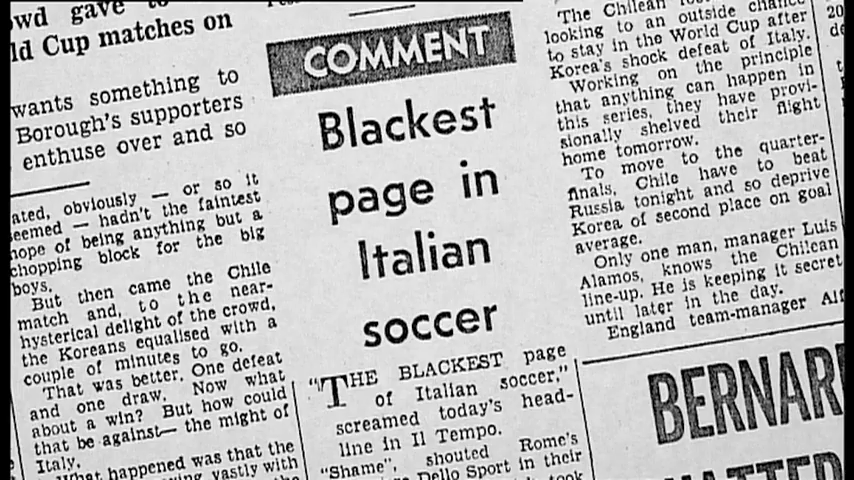 owd gave
ld Cup matches on
wants something to
Borough's supporters
enthuse over and so
ated, obviously — or so it
seemed — hadn't the faintest
hope of being anything but a
chopping block for the big
boys.
But then came the Chile
match and, to the near-
hysterical delight of the crowd,
the Koreans equalised with a
couple of minutes to go.
That was better. One defeat
and one draw. Now what
about a win? But how could
that be against— the might of
Italy.
What happened was that the
vastly with
COMMENT
Blackest
page in
Italian
soccer
"THE BLACKEST page
of Italian soccer,"
screamed today's head-
line in Il Tempo.
"Shame", shouted Rome's
Dello Sport in their
took
The Chilean
looking to an outside chance
to stay in the World Cup after
Korea's shock defeat of Italy.
Working on the principle
that anything can happen in
this series, they have provi-
sionally shelved their flight
home tomorrow.
To move to the quarter-
finals, Chile have to beat
Russia tonight and so deprive
Korea of second place on goal
average.
Only one man, manager Luis
Alamos, knows the Chilean
line-up. He is keeping it secret
until later in the day.
England team-manager Alf
BERNAR
20